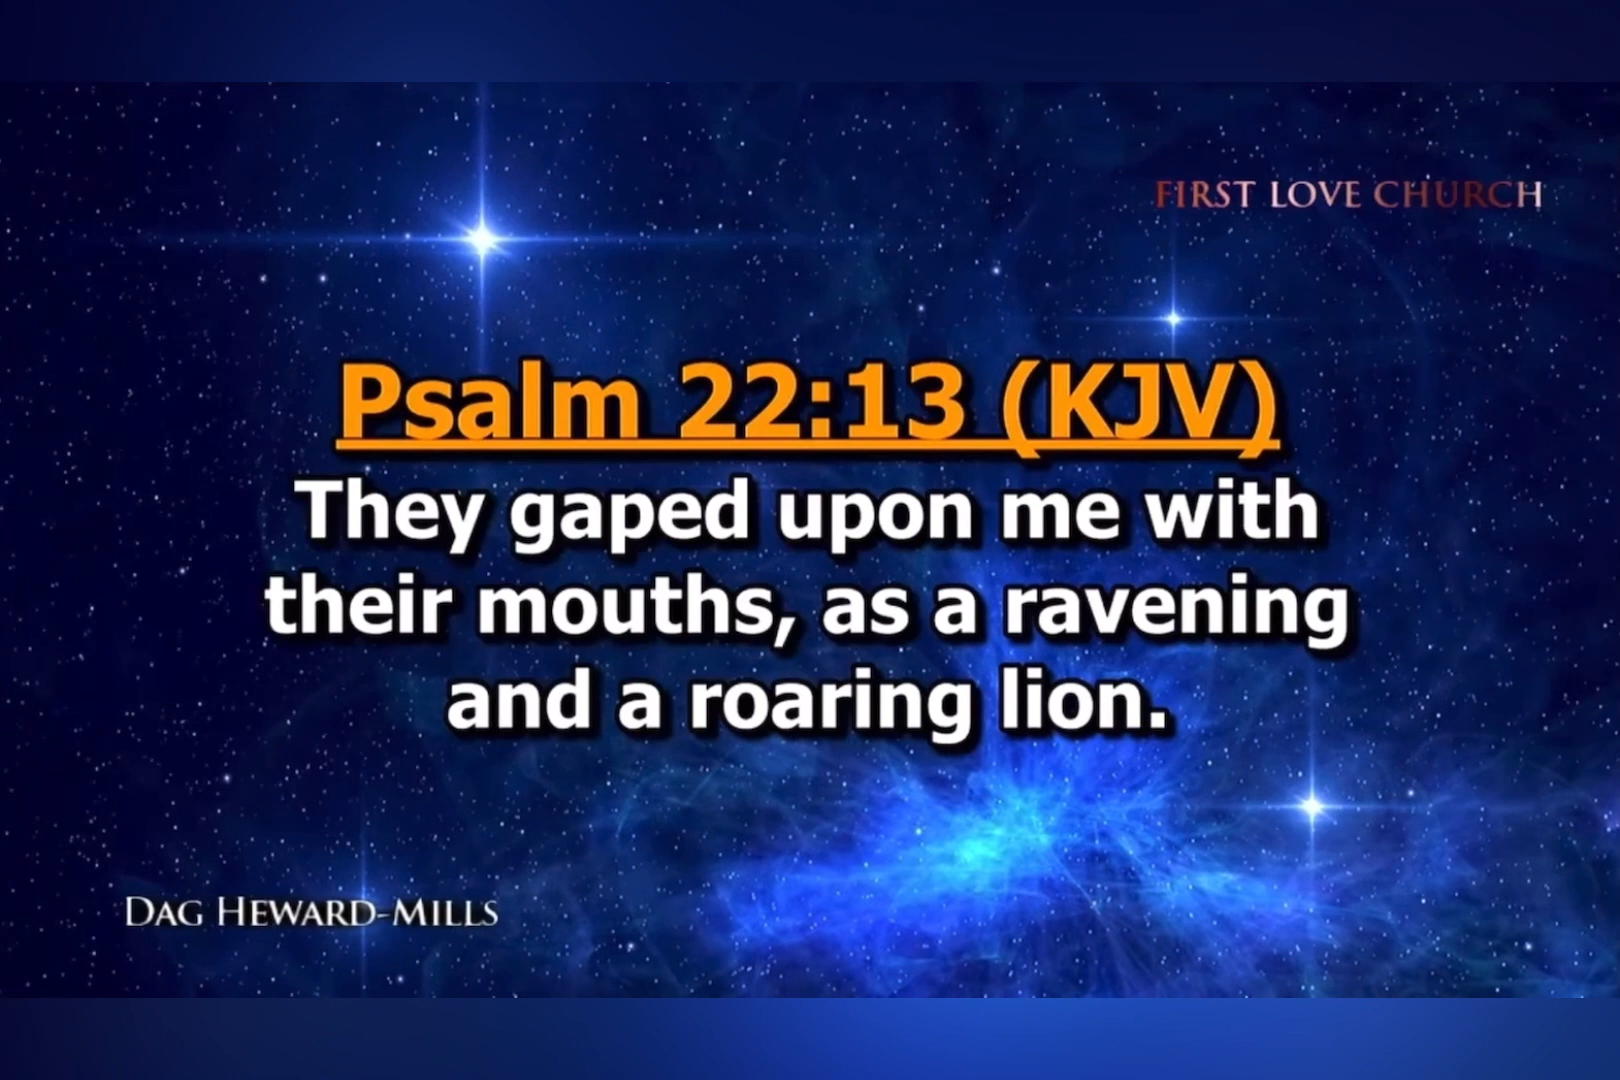 FIRST LOVE CHURCH
Psalm 22:13 (KJV)
They gaped upon me with
their mouths, as a ravening
and a roaring lion.
DAG HEWARD-MILLS